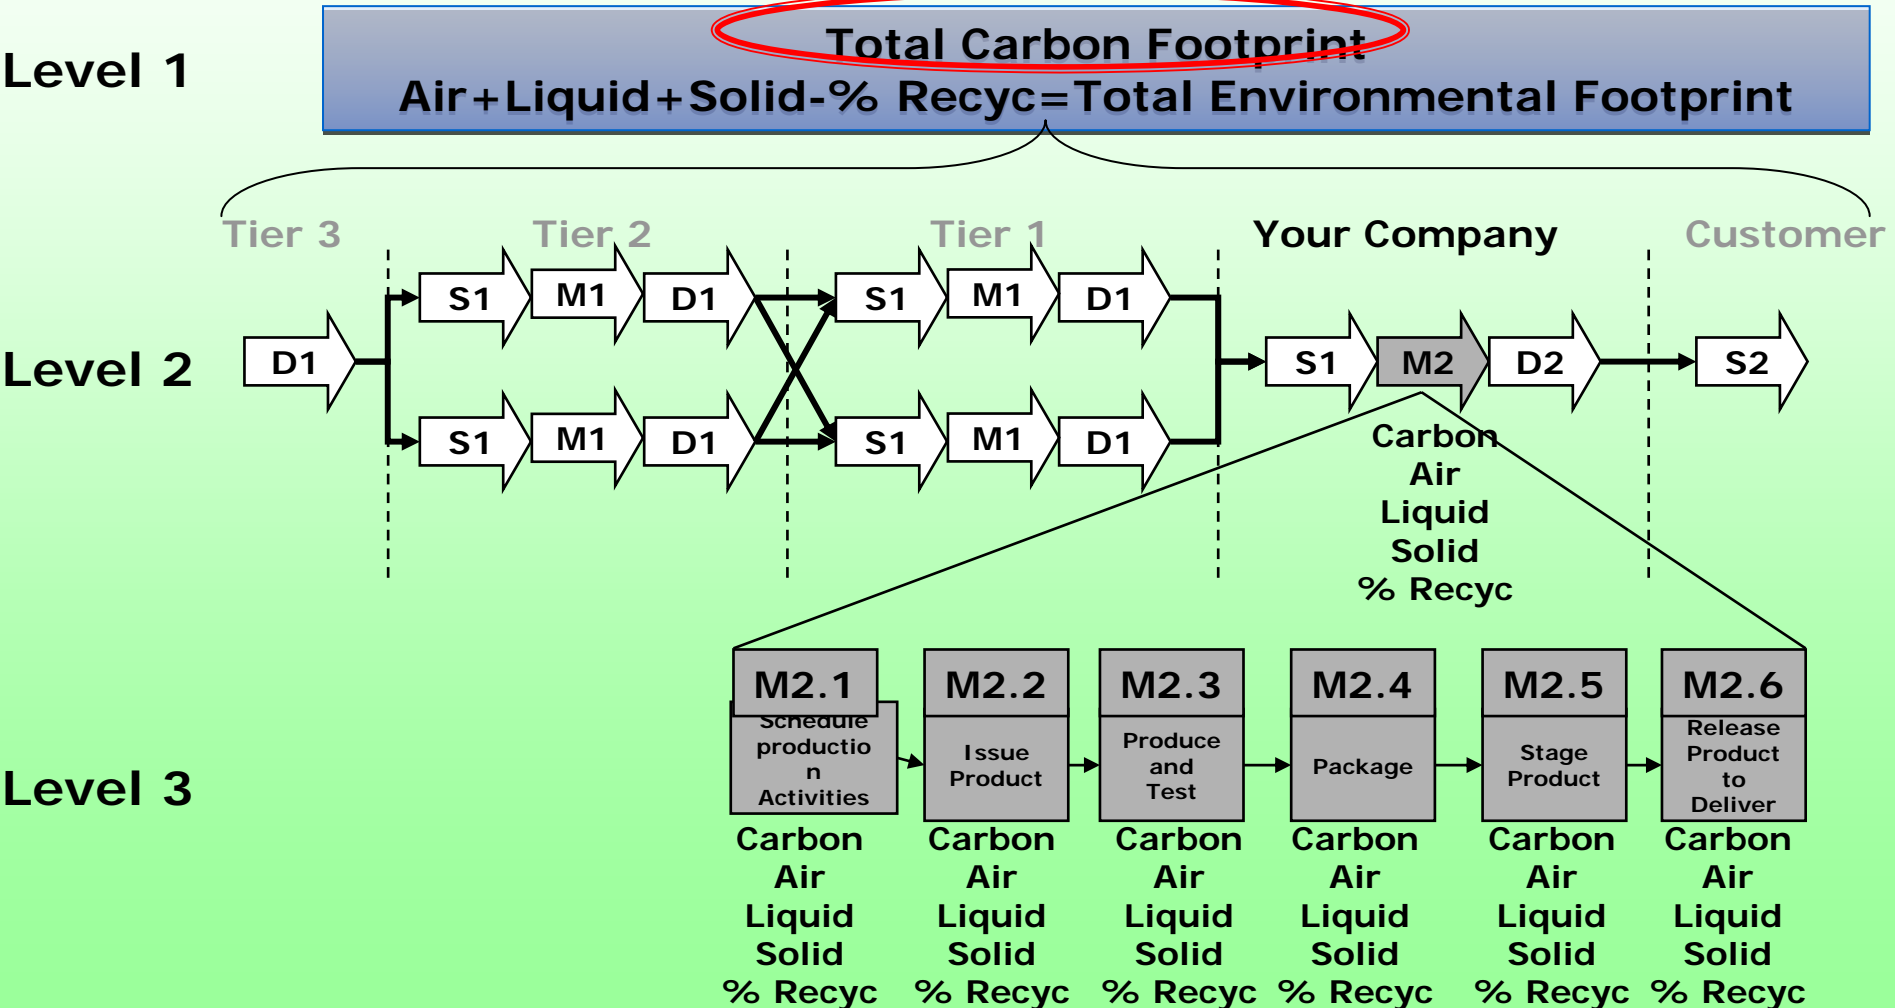 Total Carbon Footprint
Level 1
Air+Liquid+Solid-% Recyc=Total Environmental Footprint
Tier 3 Tier 2 Tier 1 Your Company Customer
S1 M1 D1 S1 M1 D1
Level 2 D1 S1 M2 D2 S2
S1 M1 D1 S1 M1 D1
Carbon
Air
Liquid
Solid
% Recyc
M2.1 M2.2 M2.3 M2.4 M2.5 M2.6
Level 3
Schedule
productio
n
Activities
Issue
Product
Produce
and
Test
Package
Stage
Product
Release
Product
to
Deliver
Carbon Carbon Carbon Carbon Carbon Carbon
Air Air Air Air Air Air
Liquid Liquid Liquid Liquid Liquid Liquid
Solid Solid Solid Solid Solid Solid
% Recyc % Recyc % Recyc % Recyc % Recyc % Recyc